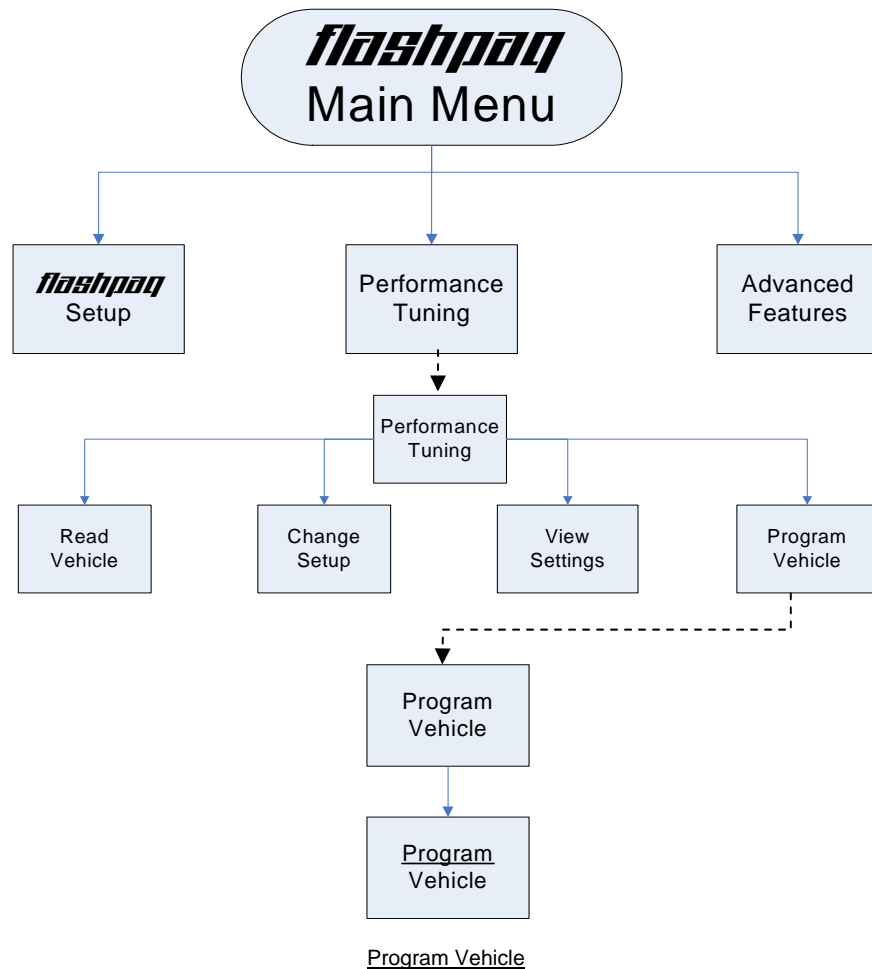 flashpaq
Main Menu
flashpaq
Setup
Performance
Tuning
Advanced
Features
Performance
Tuning
Read
Vehicle
Change
Setup
View
Settings
Program
Vehicle
Program
Vehicle
Program
Vehicle
Program Vehicle